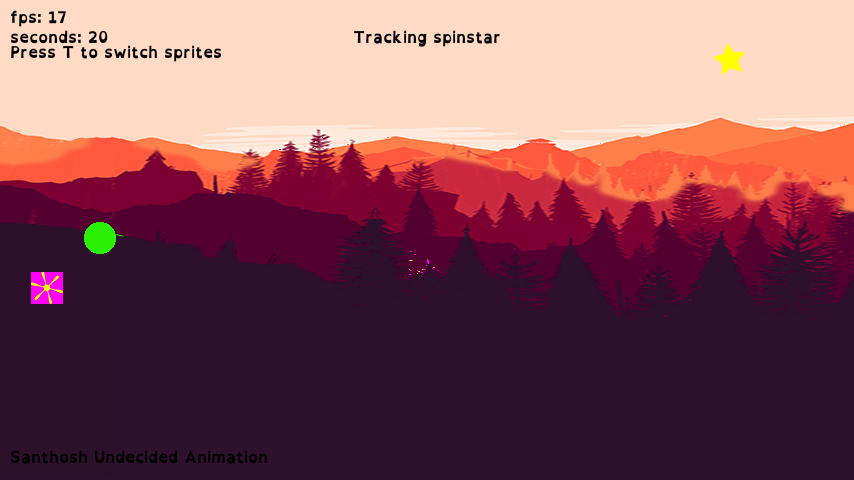 fps: 17
seconds: 20
Press T to switch sprites
Tracking spinstar
Santhosh Undecided Animation